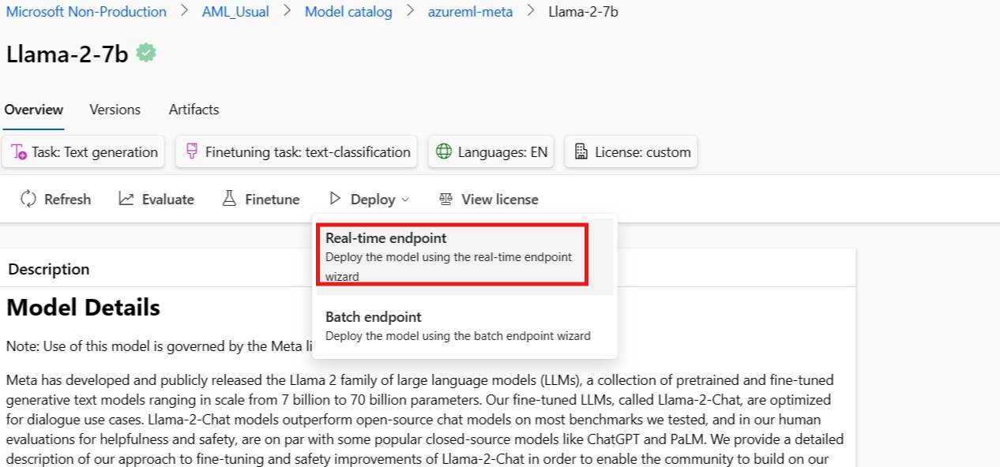 Microsoft Non-Production > AML_Usual > Model catalog > azureml-meta > Llama-2-7b
Llama-2-7b
Overview Versions Artifacts
Task: Text generation Finetuning task: text-classification Languages: EN License: custom
Refresh Evaluate Finetune Deploy View license
Real-time endpoint
Deploy the model using the real-time endpoint
wizard
Batch endpoint
Deploy the model using the batch endpoint wizard
Description
Model Details
Note: Use of this model is governed by the Meta li
Meta has developed and publicly released the Llama 2 family of large language models (LLMs), a collection of pretrained and fine-tuned
generative text models ranging in scale from 7 billion to 70 billion parameters. Our fine-tuned LLMs, called Llama-2-Chat, are optimized
for dialogue use cases. Llama-2-Chat models outperform open-source chat models on most benchmarks we tested, and in our human
evaluations for helpfulness and safety, are on par with some popular closed-source models like ChatGPT and PaLM. We provide a detailed
description of our approach to fine-tuning and safety improvements of Llama-2-Chat in order to enable the community to build on our